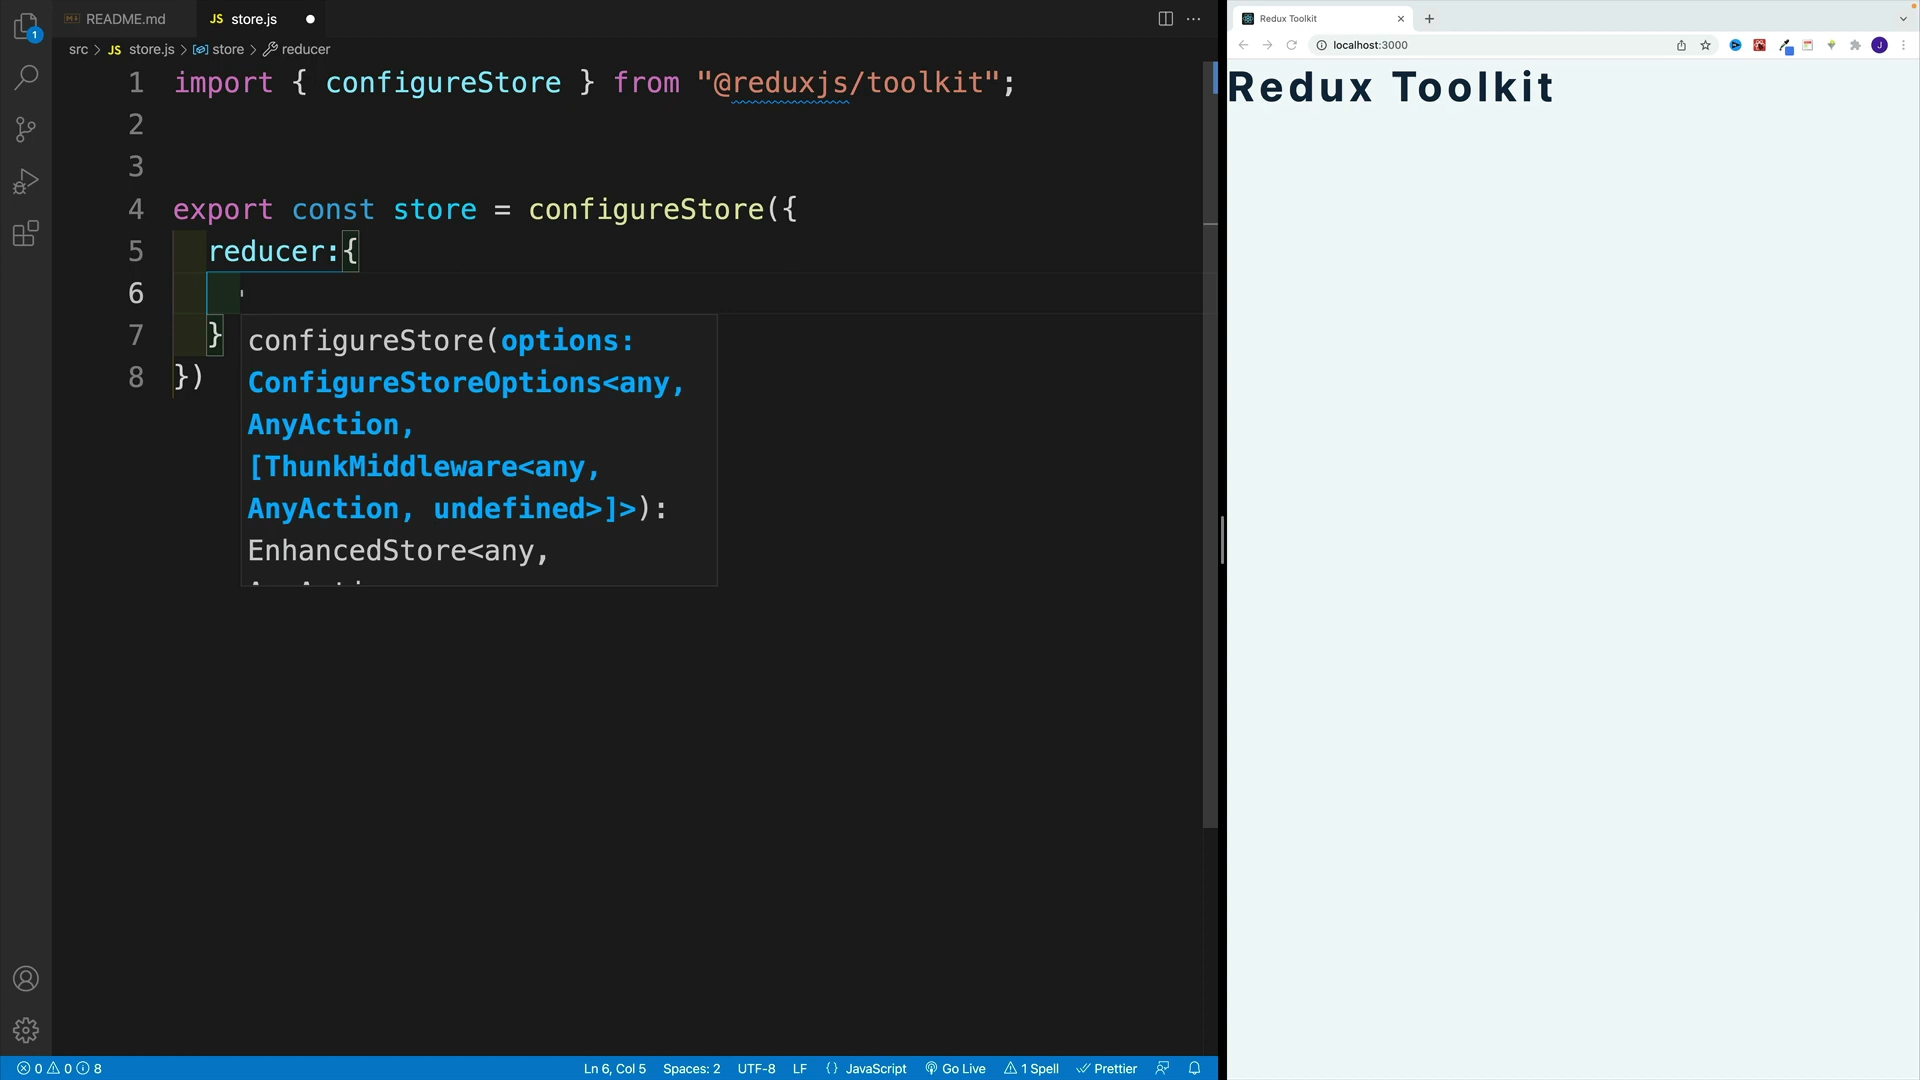 README.md
JS store.js
src > JS store.js > store > reducer
1 import { configureStore } from "@reduxjs/toolkit";
2
3
4 export const store = configureStore({
5 reducer:{
6
7 }
8 })
configureStore(options:
ConfigureStoreOptions<any,
AnyAction,
[ThunkMiddleware<any,
AnyAction, undefined>]>):
EnhancedStore<any,
1
0 0 8
Ln 6, Col 5
Spaces: 2
UTF-8
LF
{} JavaScript
Go Live
1 Spell
Prettier
Redux Toolkit
localhost:3000
J
Redux Toolkit